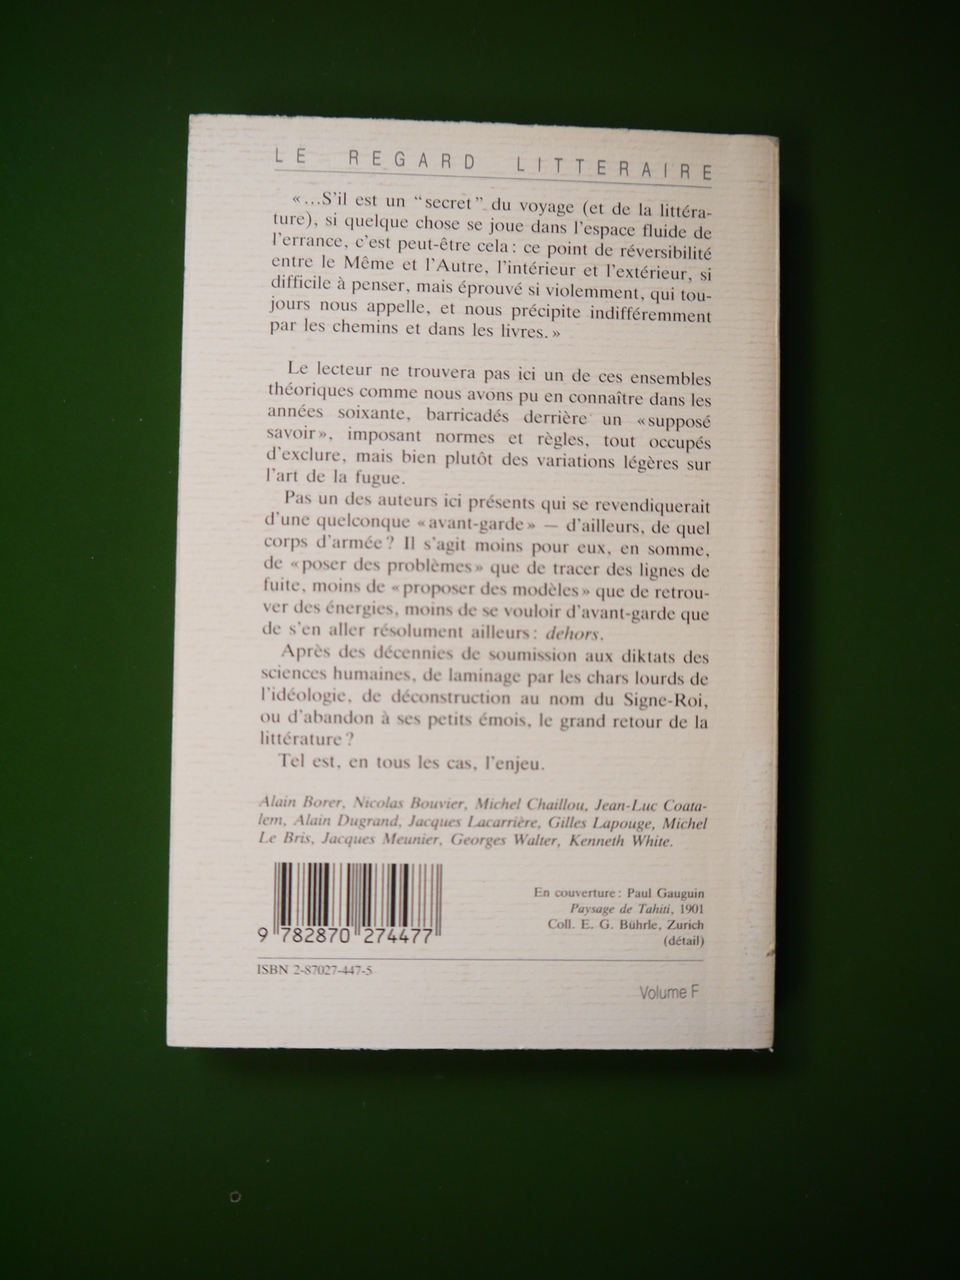 LE REGARD LITTERAIRE
«...S'il est un "secret" du voyage (et de la littéra-
ture), si quelque chose se joue dans l'espace fluide de
l'errance, c'est peut-être cela : ce point de réversibilité
entre le Même et l'Autre, l'intérieur et l'extérieur, si
difficile à penser, mais éprouvé si violemment, qui tou-
jours nous appelle, et nous précipite indifféremment
par les chemins et dans les livres.»
Le lecteur ne trouvera pas ici un de ces ensembles
théoriques comme nous avons pu en connaître dans les
années soixante, barricadés derrière un «supposé
savoir», imposant normes et règles, tout occupés
d'exclure, mais bien plutôt des variations légères sur
l'art de la fugue.
Pas un des auteurs ici présents qui se revendiquerait
d'une quelconque «avant-garde» — d'ailleurs, de quel
corps d'armée ? Il s'agit moins pour eux, en somme,
de «poser des problèmes» que de tracer des lignes de
fuite, moins de «proposer des modèles» que de retrou-
ver des énergies, moins de se vouloir d'avant-garde que
de s'en aller résolument ailleurs : dehors.
Après des décennies de soumission aux diktats des
sciences humaines, de laminage par les chars lourds de
l'idéologie, de déconstruction au nom du Signe-Roi,
ou d'abandon à ses petits émois, le grand retour de la
littérature ?
Tel est, en tous les cas, l'enjeu.
Alain Borer, Nicolas Bouvier, Michel Chaillou, Jean-Luc Coata-
lem, Alain Dugrand, Jacques Lacarrière, Gilles Lapouge, Michel
Le Bris, Jacques Meunier, Georges Walter, Kenneth White.
En couverture : Paul Gauguin
Paysage de Tahiti, 1901
Coll. E. G. Bührle, Zurich
(détail)
9 782870 274477
ISBN 2-87027-447-5
Volume F